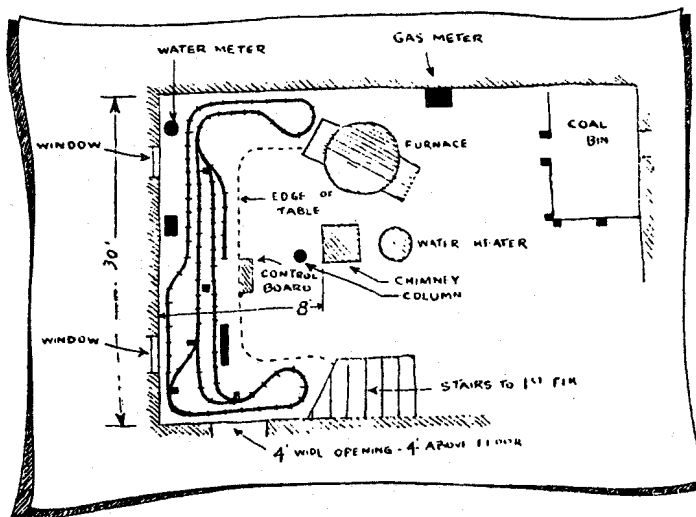 WATER METER
GAS METER
COAL
BIN
FURNACE
WINDOW
EDGE OF
TABLE
30'
WATER HEATER
CONTROL
BOARD
CHIMNEY
COLUMN
8'
WINDOW
STAIRS TO 1ST FLR
4' WIDE OPENING - 4' ABOVE FLOOR